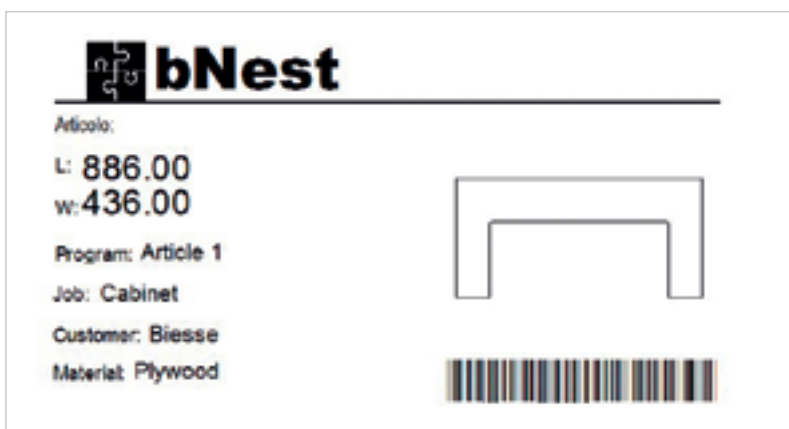 bNest
Articolo:
L: 886.00
W: 436.00
Program: Article 1
Job: Cabinet
Customer: Biesse
Material: Plywood